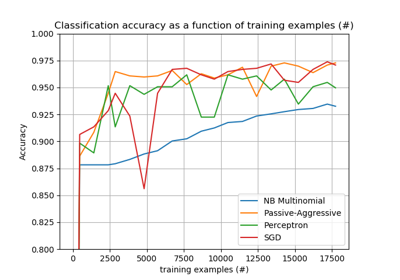 Classification accuracy as a function of training examples (#)
1.000
0.975
0.950
0.925
0.900
0.875
0.850
0.825
0.800
Accuracy
NB Multinomial
Passive-Aggressive
Perceptron
SGD
0 2500 5000 7500 10000 12500 15000 17500
training examples (#)